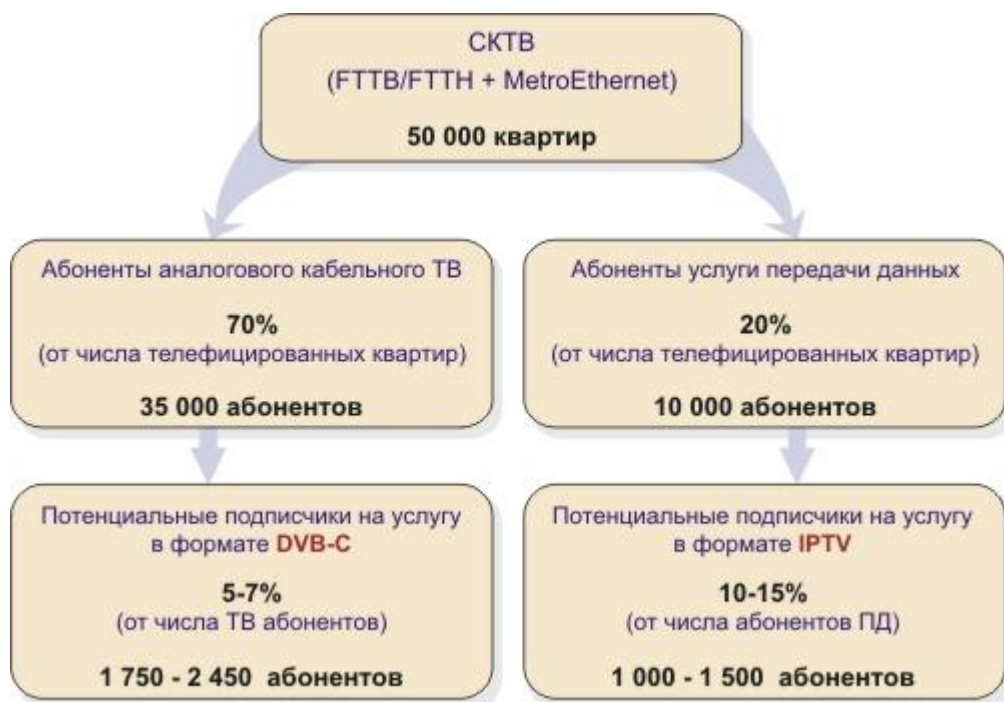 СКТВ
(FTTB/FTTH + MetroEthernet)
50 000 квартир
Абоненты аналогового кабельного ТВ
70%
(от числа телефицированных квартир)
35 000 абонентов
Абоненты услуги передачи данных
20%
(от числа телефицированных квартир)
10 000 абонентов
Потенциальные подписчики на услугу
в формате DVB-C
5-7%
(от числа ТВ абонентов)
1 750 - 2 450 абонентов
Потенциальные подписчики на услугу
в формате IPTV
10-15%
(от числа абонентов ПД)
1 000 - 1 500 абонентов